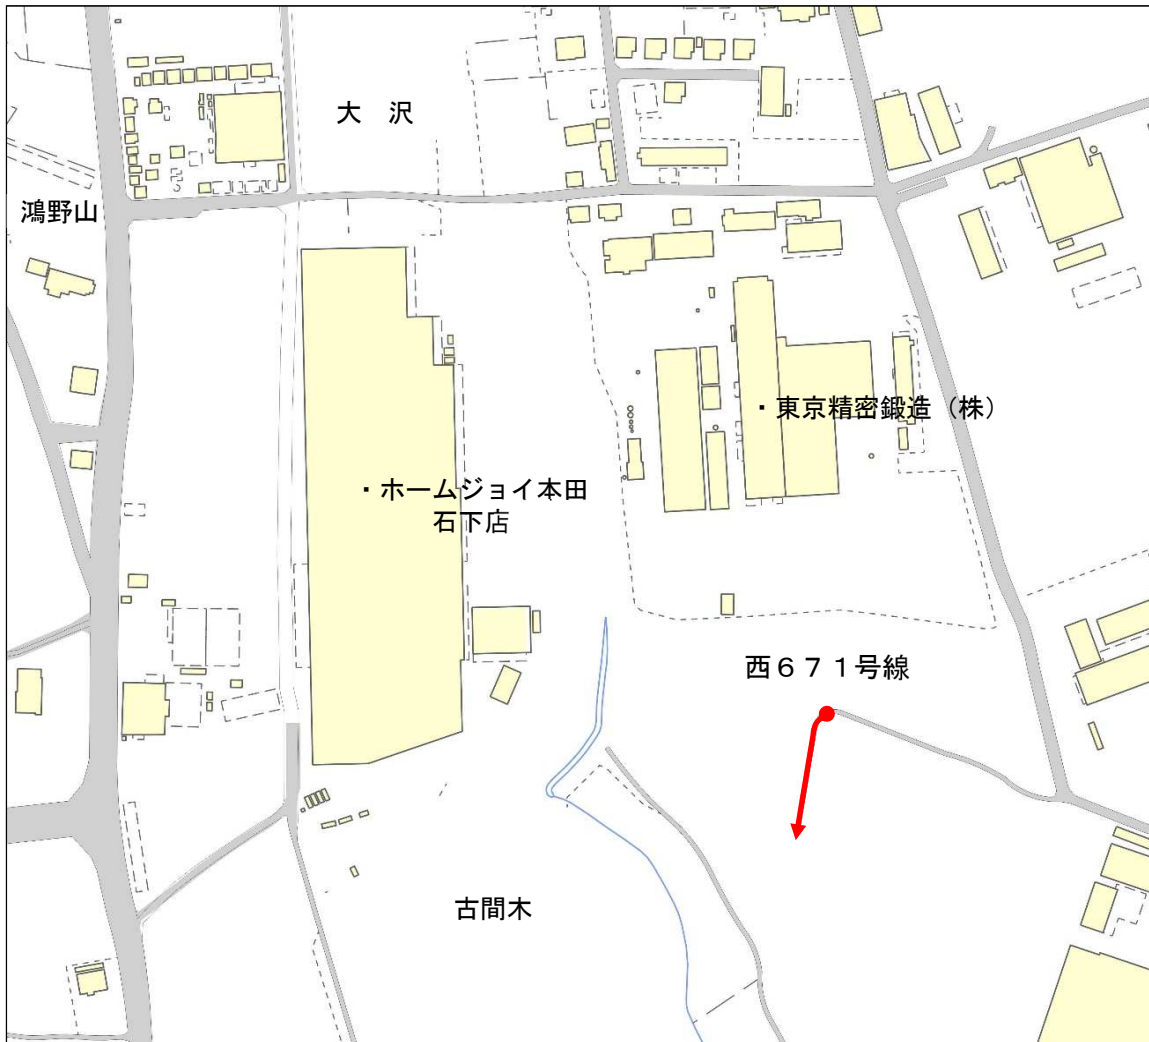 大　沢
鴻野山
・東京精密鍛造（株）
・ホームジョイ本田
石下店
西６７１号線
古間木